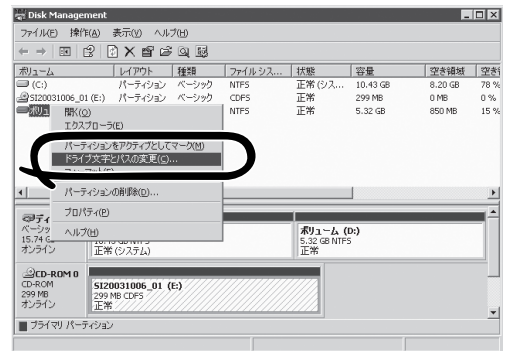 Disk Management
ファイル(F) 操作(A) 表示(V) ヘルプ(H)
ボリューム レイアウト 種類 ファイル シス... 状態 容量 空き領域
(C:) パーティション ベーシック NTFS 正常 (シス... 10.43 GB 8.20 GB 78 %
SI20031006_01 (E:) パーティション ベーシック CDFS 正常 299 MB 0 MB 0 %
NTFS 正常 5.32 GB 850 MB 15 %
開く(O)
エクスプローラ(E)
パーティションをアクティブとしてマーク(M)
ドライブ文字とパスの変更(C)...
パーティションの削除(D)...
プロパティ(P)
ヘルプ(H)
15.74 G
オンライン
正常 (システム)
ボリューム (D:)
5.32 GB NTFS
正常
CD-ROM 0
CD-ROM
299 MB
オンライン
SI20031006_01 (E:)
299 MB CDFS
正常
プライマリ パーティション